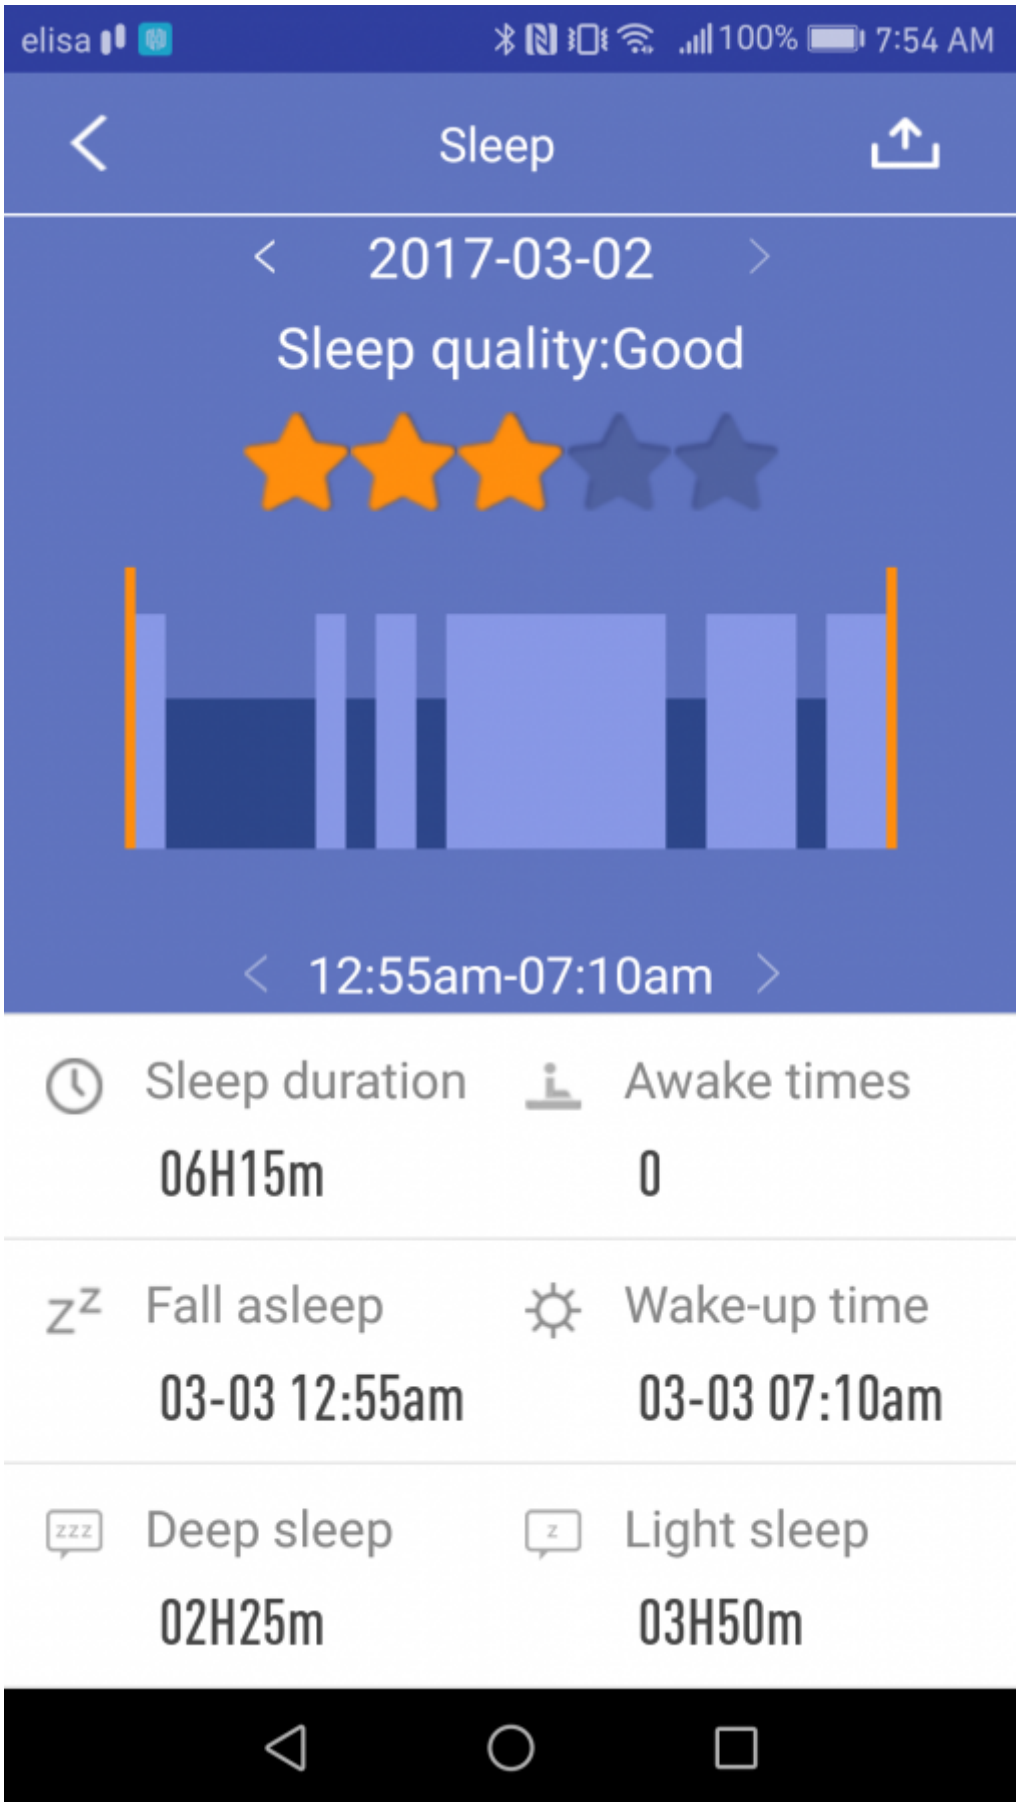 elisa 100% 7:54 AM
Sleep
2017-03-02
Sleep quality:Good
12:55am-07:10am
Sleep duration Awake times
06H15m 0
zz Fall asleep Wake-up time
03-03 12:55am 03-03 07:10am
zzz Deep sleep z Light sleep
02H25m 03H50m